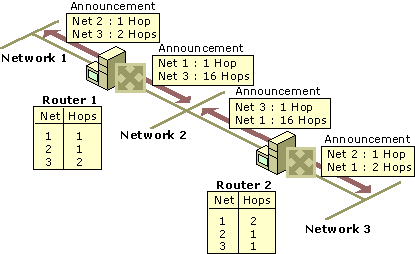 Announcement
Net 2 : 1 Hop
Net 3 : 2 Hops
Announcement
Net 1 : 1 Hop
Net 3 : 16 Hops
Network 1
Announcement
Net 3 : 1 Hop
Net 1 : 16 Hops
Router 1
Net Hops
1 1
2 1
3 2
Network 2
Announcement
Net 2 : 1 Hop
Net 1 : 2 Hops
Router 2
Net Hops
1 2
2 1
3 1
Network 3